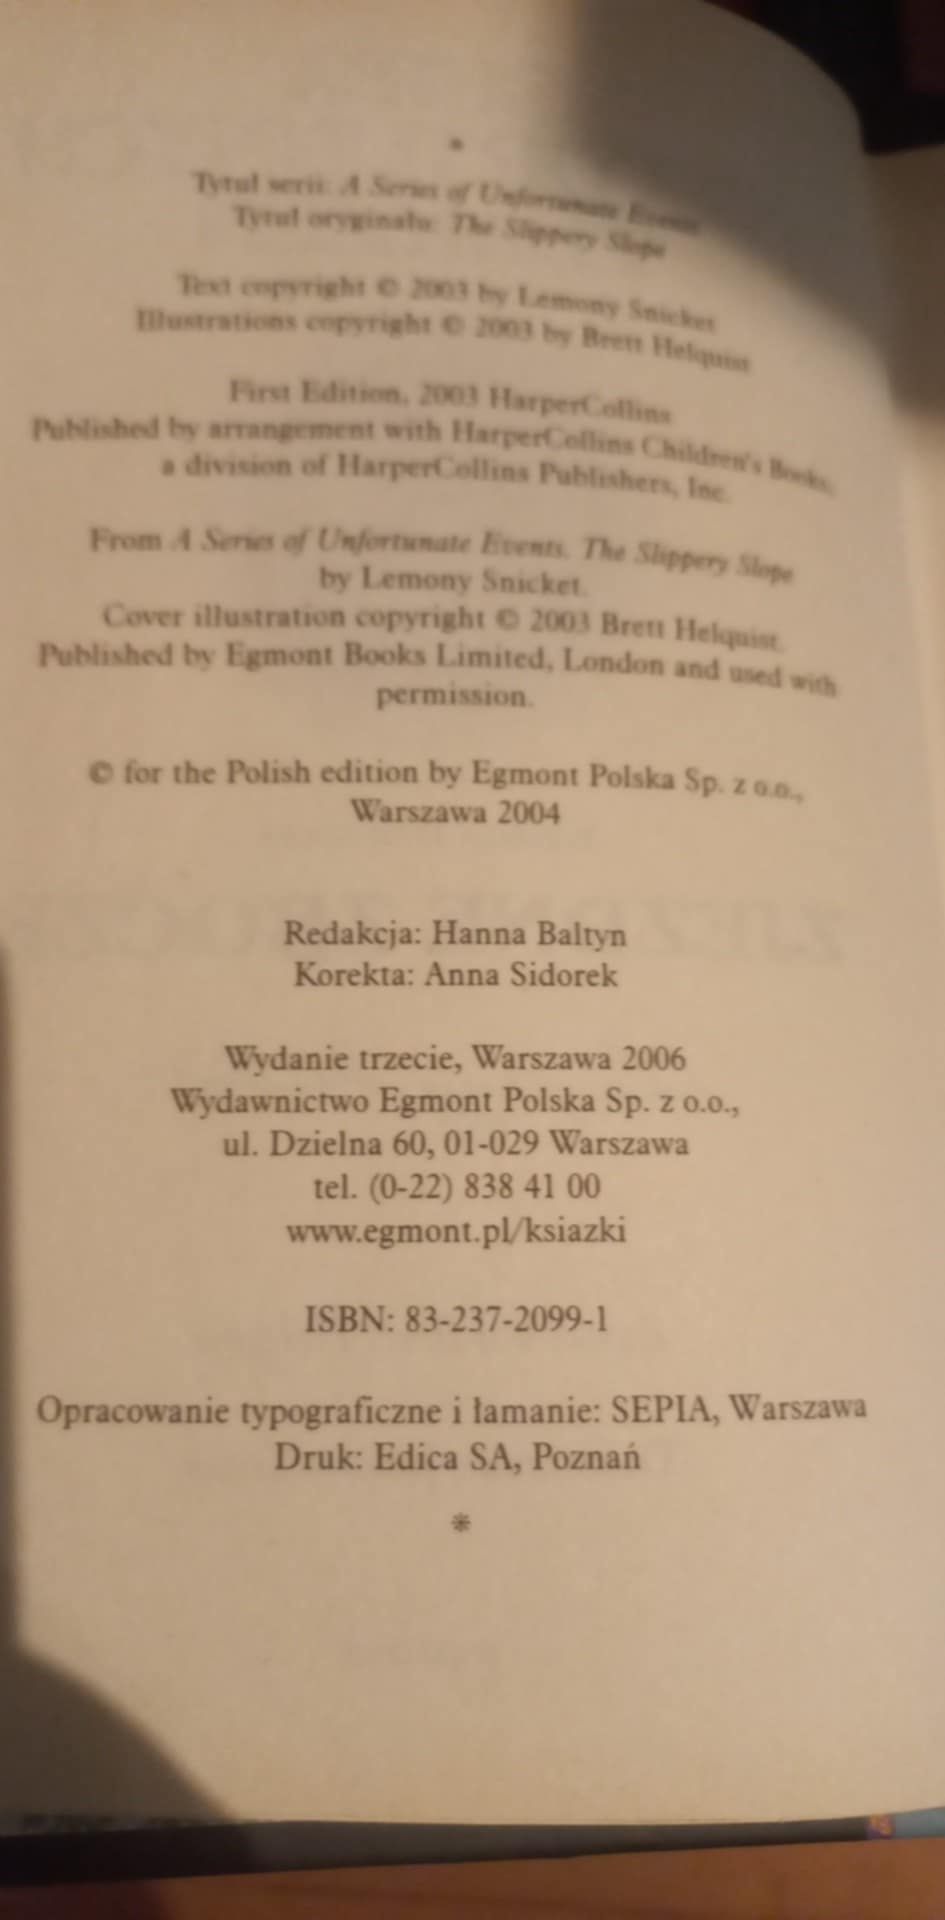 *
Tytuł serii: A Series of Unfortunate Events
Tytuł oryginału: The Slippery Slope
Text copyright © 2003 by Lemony Snicket
Illustrations copyright © 2003 by Brett Helquist
First Edition, 2003 HarperCollins
Published by arrangement with HarperCollins Children's Books,
a division of HarperCollins Publishers, Inc.
From A Series of Unfortunate Events. The Slippery Slope
by Lemony Snicket.
Cover illustration copyright © 2003 Brett Helquist.
Published by Egmont Books Limited, London and used with
permission.
© for the Polish edition by Egmont Polska Sp. z o.o.,
Warszawa 2004
Redakcja: Hanna Baltyn
Korekta: Anna Sidorek
Wydanie trzecie, Warszawa 2006
Wydawnictwo Egmont Polska Sp. z o.o.,
ul. Dzielna 60, 01-029 Warszawa
tel. (0-22) 838 41 00
www.egmont.pl/ksiazki
ISBN: 83-237-2099-1
Opracowanie typograficzne i łamanie: SEPIA, Warszawa
Druk: Edica SA, Poznań
*